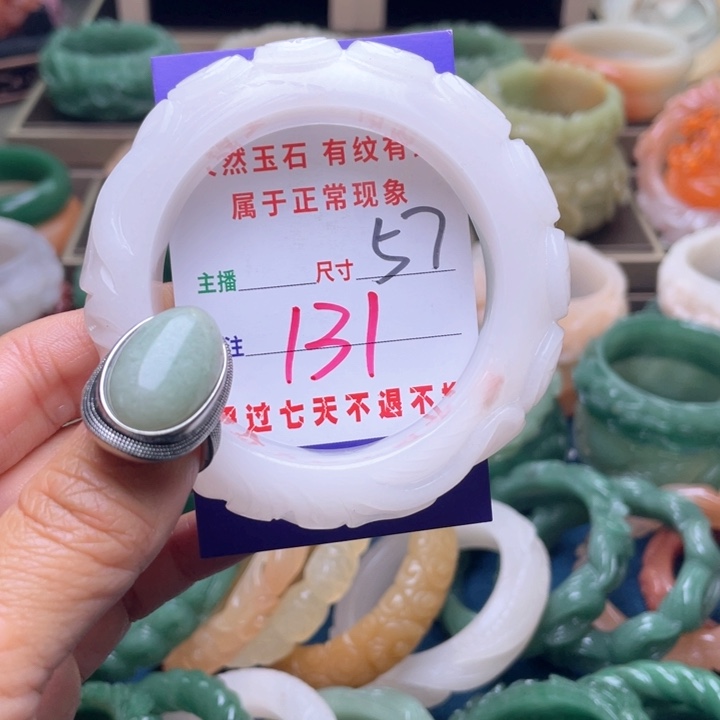 然玉石 有纹有
属于正常现象
主播 尺寸 57
注 131
过七天不退不